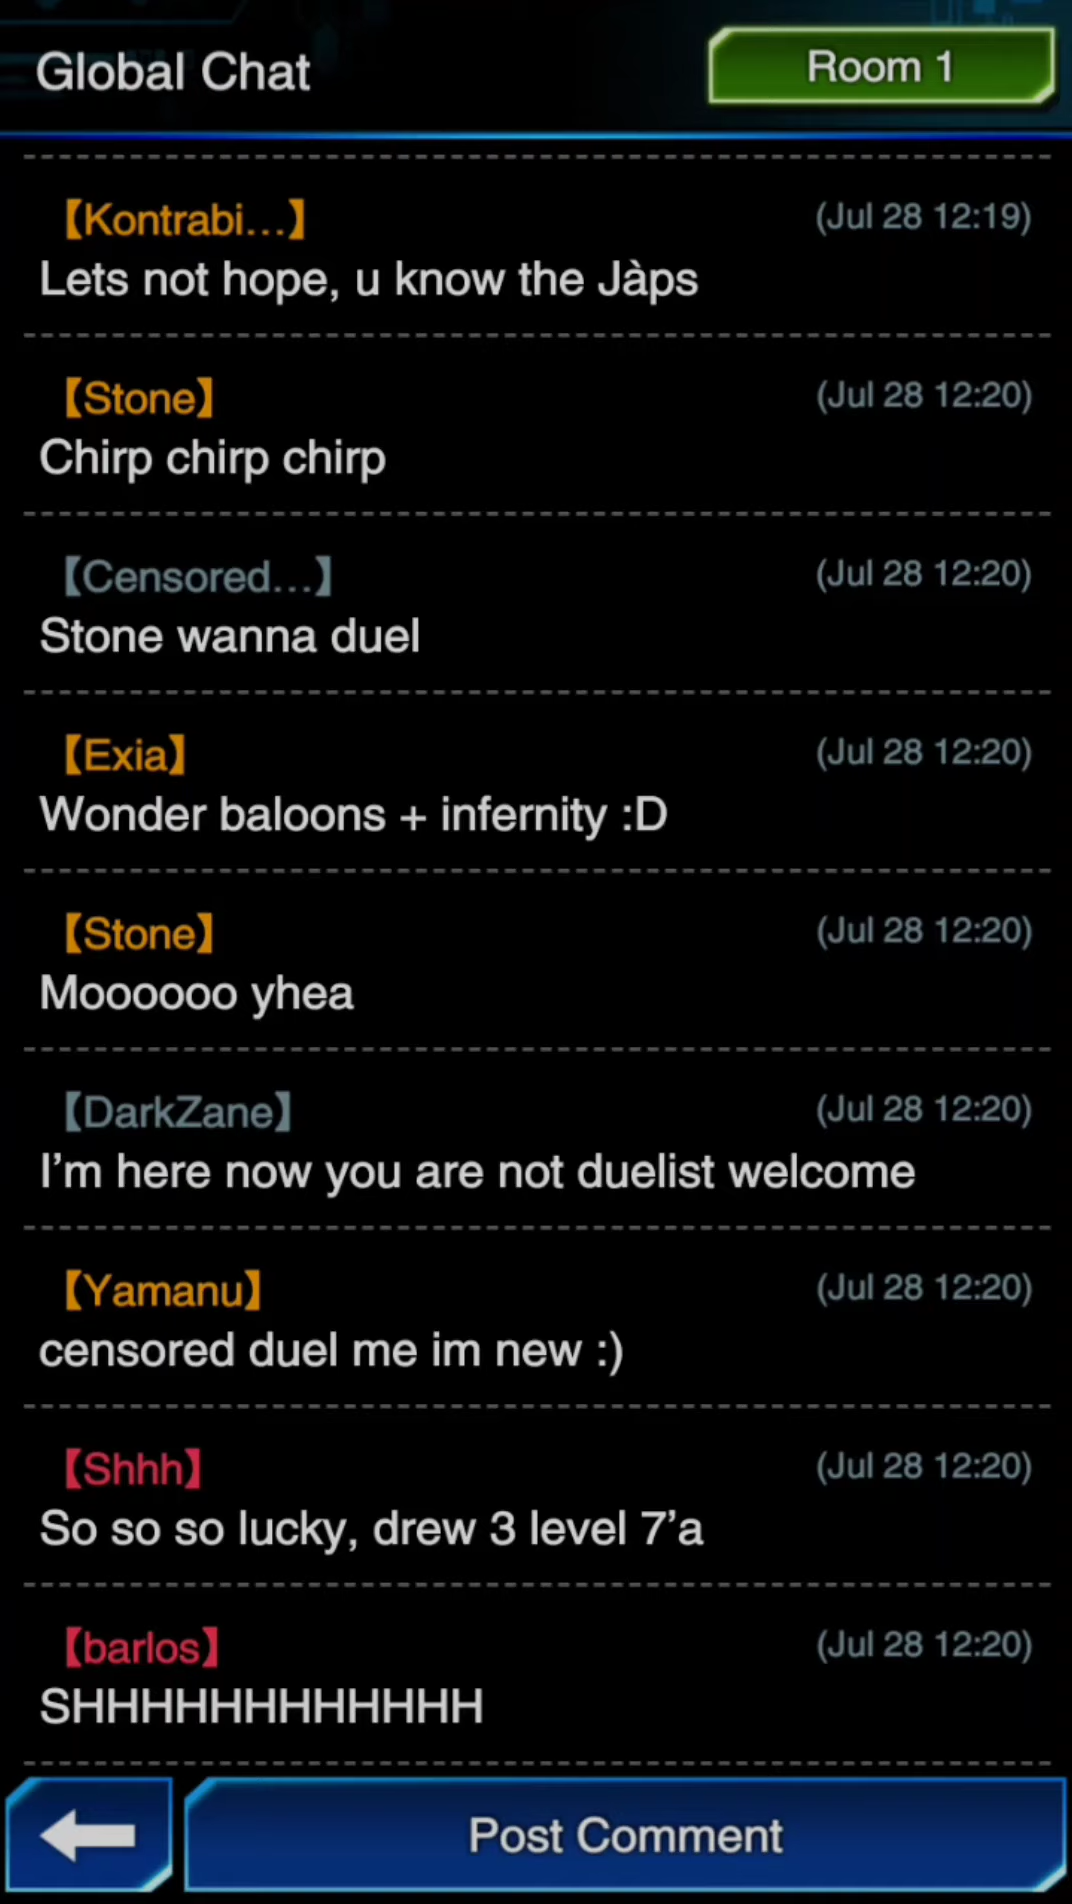 Global Chat
Room 1
【Kontrabi...】
(Jul 28 12:19)
Lets not hope, u know the Jàps
【Stone】
(Jul 28 12:20)
Chirp chirp chirp
【Censored...】
(Jul 28 12:20)
Stone wanna duel
【Exia】
(Jul 28 12:20)
Wonder baloons + infernity :D
【Stone】
(Jul 28 12:20)
Moooooo yhea
【DarkZane】
(Jul 28 12:20)
I’m here now you are not duelist welcome
【Yamanu】
(Jul 28 12:20)
censored duel me im new :)
【Shhh】
(Jul 28 12:20)
So so so lucky, drew 3 level 7’a
【barlos】
(Jul 28 12:20)
SHHHHHHHHHHHH
Post Comment